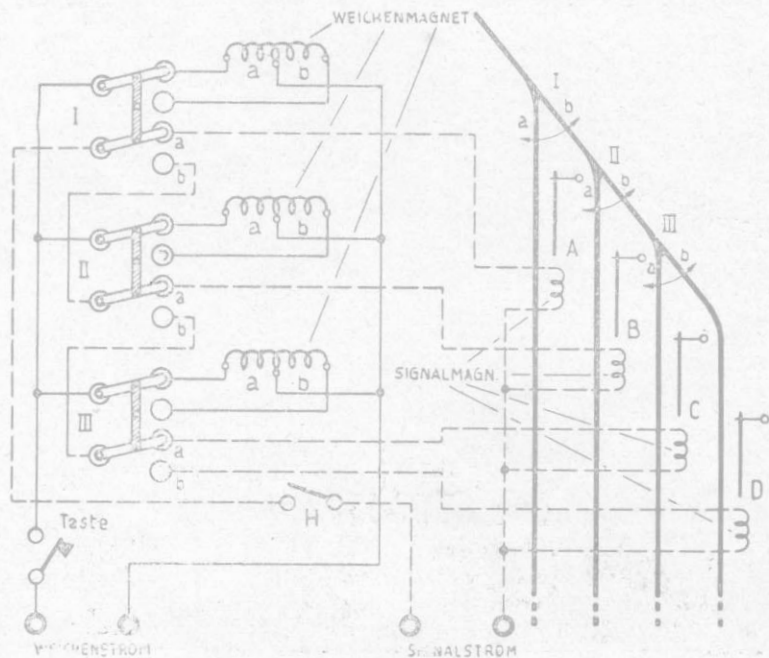 WEICHENMAGNET
I
a b
a
b
II
a b
a
b
III
a b
a
b
I
a b
II
a b
III
a b
A
B
C
D
SIGNALMAGN.
H
Taste
WEICHENSTROM
SIGNALSTROM